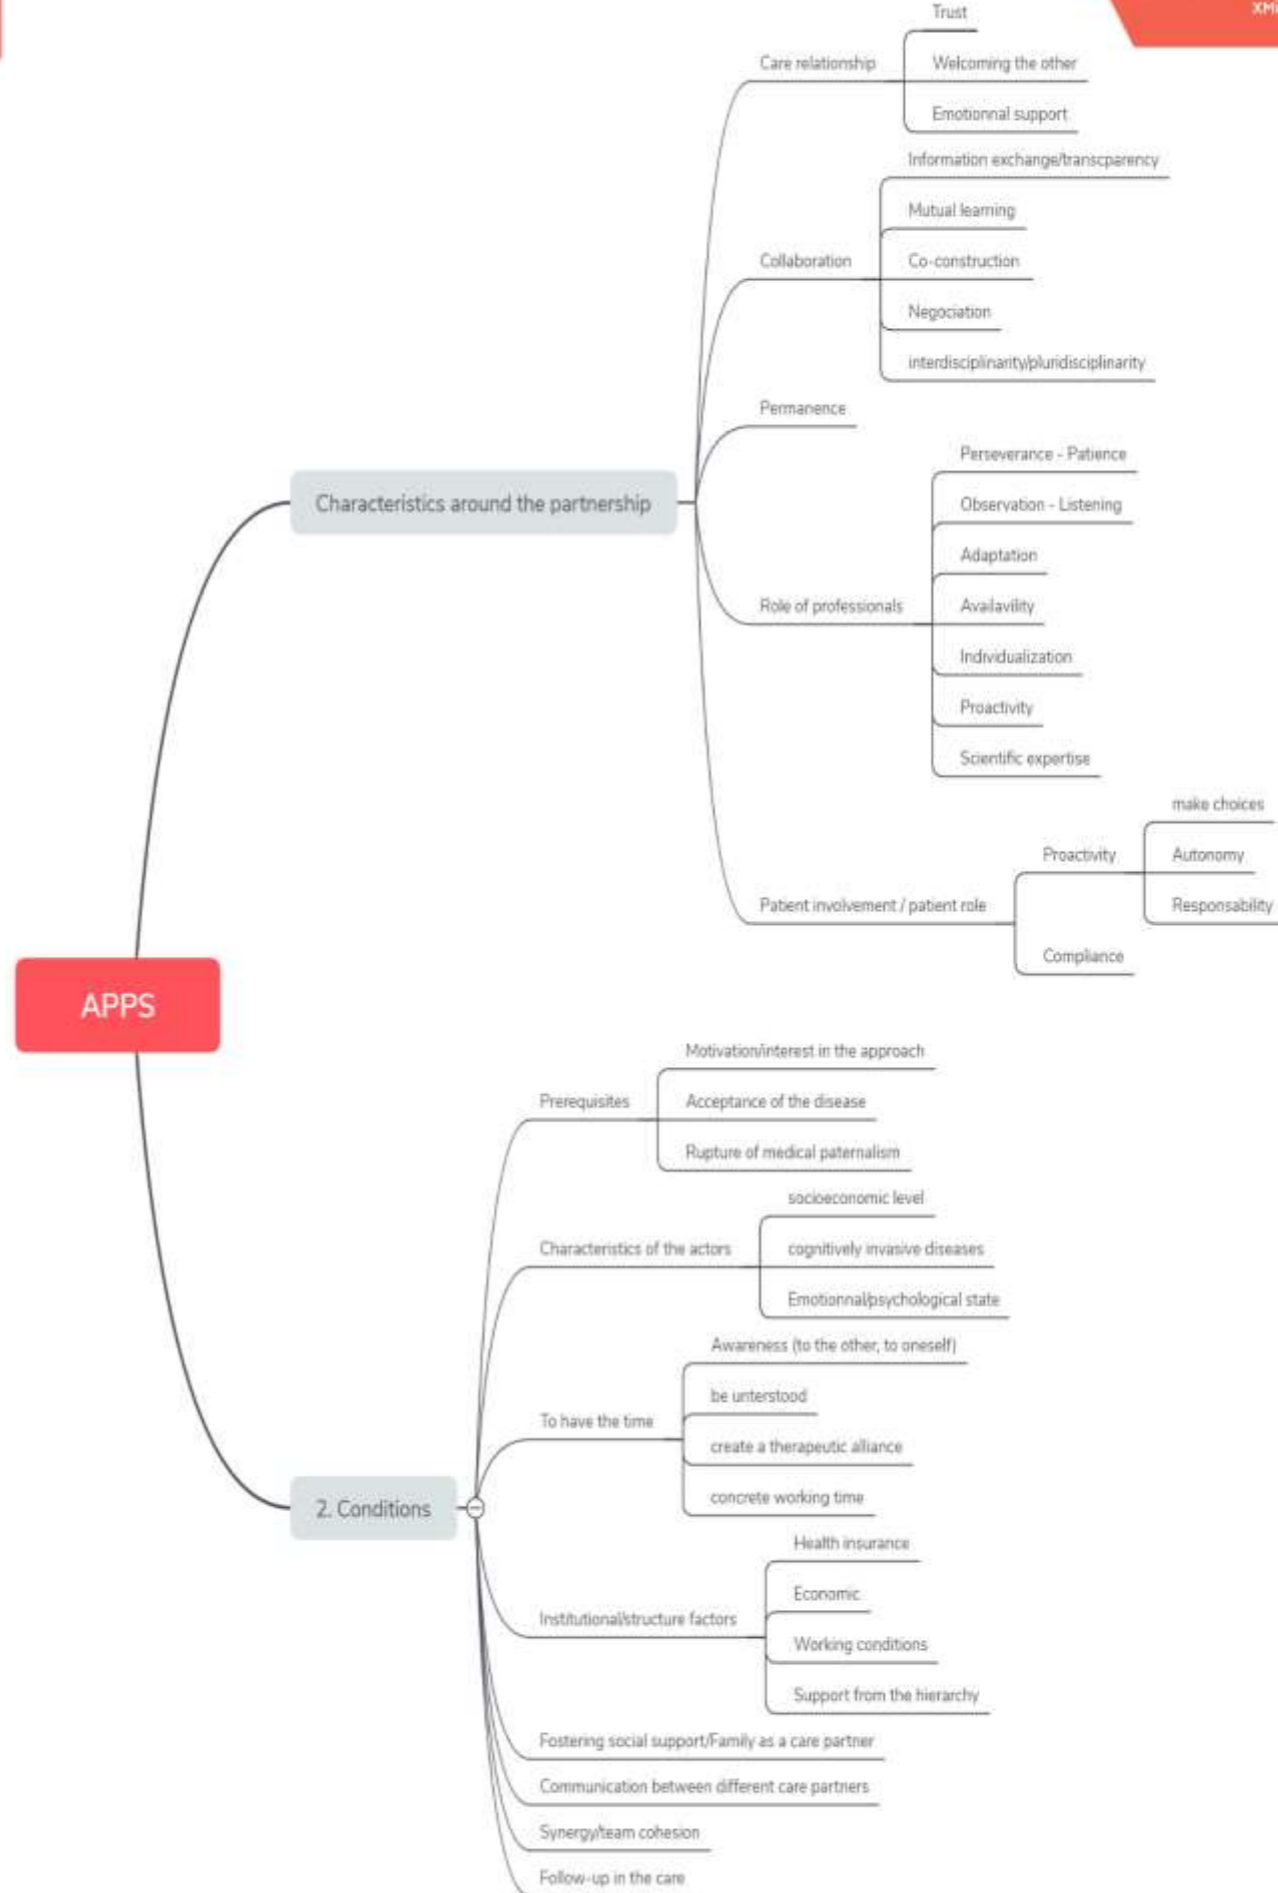 XMi
Trust
Care relationship
Welcoming the other
Emotionnal support
Information exchange/transcparency
Mutual learning
Collaboration
Co-construction
Negociation
interdisciplinarity/pluridisciplinarity
Permanence
Perseverance - Patience
Characteristics around the partnership
Observation - Listening
Adaptation
Role of professionals
Availavility
Individualization
Proactivity
Scientific expertise
make choices
Proactivity
Autonomy
Patient involvement / patient role
Responsability
Compliance
APPS
Motivation/interest in the approach
Prerequisites
Acceptance of the disease
Rupture of medical paternalism
socioeconomic level
Characteristics of the actors
cognitively invasive diseases
Emotionnal/psychological state
Awareness (to the other, to oneself)
be unterstood
To have the time
create a therapeutic alliance
concrete working time
2. Conditions
Health insurance
Economic
Institutional/structure factors
Working conditions
Support from the hierarchy
Fostering social support/Family as a care partner
Communication between different care partners
Synergy/team cohesion
Follow-up in the care